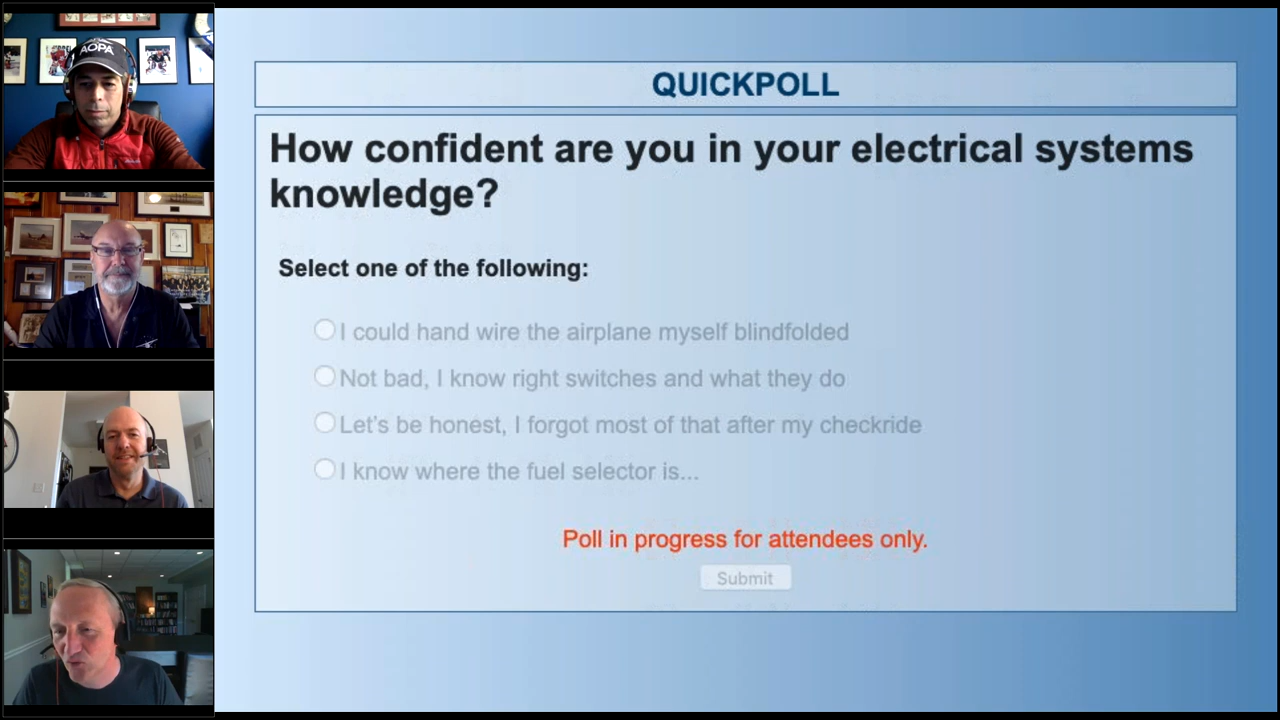 AOPA
QUICKPOLL
How confident are you in your electrical systems
knowledge?
Select one of the following:
I could hand wire the airplane myself blindfolded
Not bad, I know right switches and what they do
Let's be honest, I forgot most of that after my checkride
I know where the fuel selector is...
Poll in progress for attendees only.
Submit